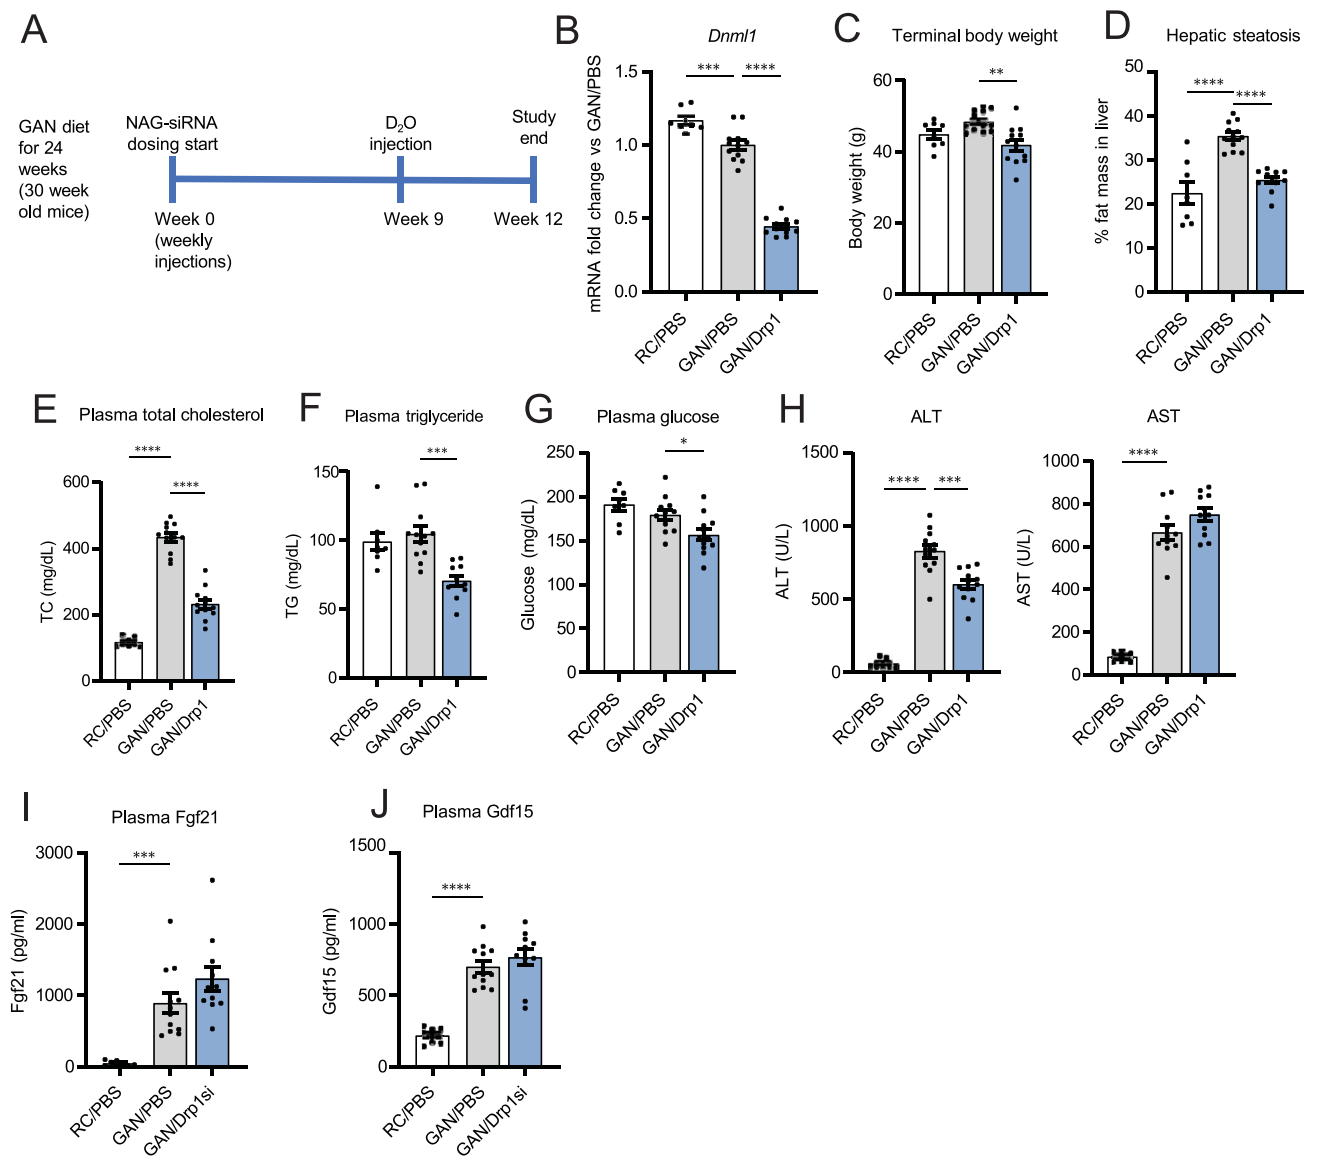 A
GAN diet
for 24
weeks
(30 week
old mice)
NAG-siRNA
dosing start
D₂O
injection
Study
end
Week 0
(weekly
injections)
Week 9
Week 12
B
Dnml1
mRNA fold change vs GAN/PBS
1.5
1.0
0.5
0.0
***
****
RC/PBS
GAN/PBS
GAN/Drp1
C
Terminal body weight
Body weight (g)
60
40
20
0
**
RC/PBS
GAN/PBS
GAN/Drp1
D
Hepatic steatosis
% fat mass in liver
50
40
30
20
10
0
****
****
RC/PBS
GAN/PBS
GAN/Drp1
E
Plasma total cholesterol
TC (mg/dL)
600
400
200
0
****
****
RC/PBS
GAN/PBS
GAN/Drp1
F
Plasma triglyceride
TG (mg/dL)
150
100
50
0
***
RC/PBS
GAN/PBS
GAN/Drp1
G
Plasma glucose
Glucose (mg/dL)
250
200
150
100
50
0
*
RC/PBS
GAN/PBS
GAN/Drp1
H
ALT
ALT (U/L)
1500
1000
500
0
****
***
RC/PBS
GAN/PBS
GAN/Drp1
AST
AST (U/L)
1000
800
600
400
200
0
****
RC/PBS
GAN/PBS
GAN/Drp1
I
Plasma Fgf21
Fgf21 (pg/ml)
3000
2000
1000
0
***
RC/PBS
GAN/PBS
GAN/Drp1si
J
Plasma Gdf15
Gdf15 (pg/ml)
1500
1000
500
0
****
RC/PBS
GAN/PBS
GAN/Drp1si